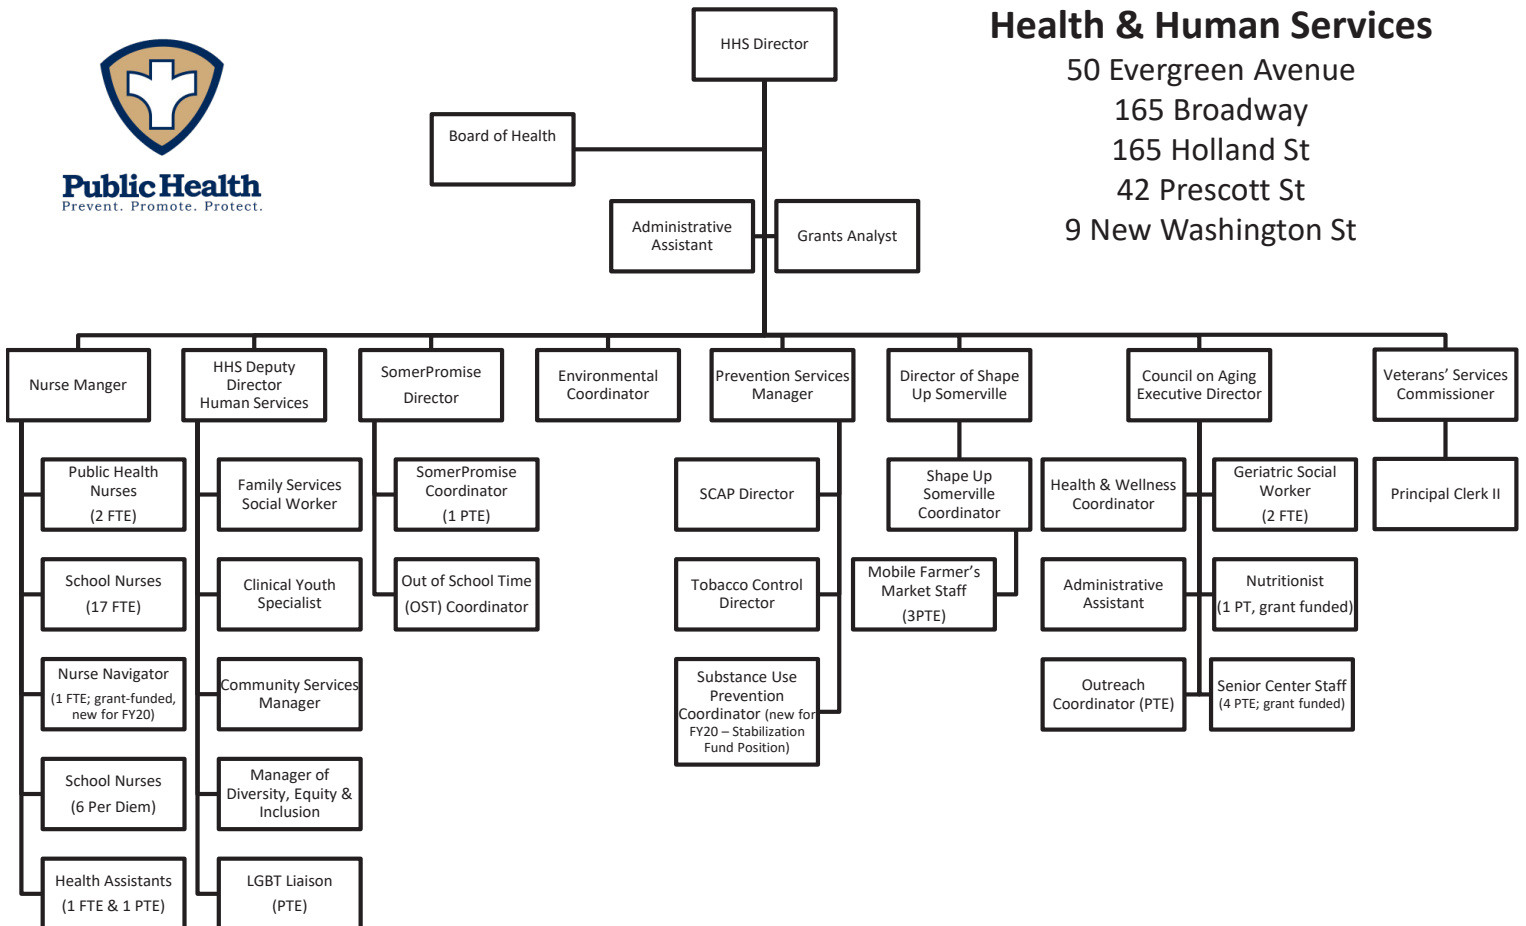 Health & Human Services
50 Evergreen Avenue
165 Broadway
165 Holland St
42 Prescott St
9 New Washington St
Public Health
Prevent. Promote. Protect.
HHS Director
Board of Health
Administrative
Assistant
Grants Analyst
Nurse Manger
HHS Deputy
Director
Human Services
SomerPromise
Director
Environmental
Coordinator
Prevention Services
Manager
Director of Shape
Up Somerville
Council on Aging
Executive Director
Veterans’ Services
Commissioner
Public Health
Nurses
(2 FTE)
School Nurses
(17 FTE)
Nurse Navigator
(1 FTE; grant-funded,
new for FY20)
School Nurses
(6 Per Diem)
Health Assistants
(1 FTE & 1 PTE)
Family Services
Social Worker
Clinical Youth
Specialist
Community Services
Manager
Manager of
Diversity, Equity &
Inclusion
LGBT Liaison
(PTE)
SomerPromise
Coordinator
(1 PTE)
Out of School Time
(OST) Coordinator
SCAP Director
Tobacco Control
Director
Substance Use
Prevention
Coordinator (new for
FY20 – Stabilization
Fund Position)
Shape Up
Somerville
Coordinator
Mobile Farmer’s
Market Staff
(3PTE)
Health & Wellness
Coordinator
Geriatric Social
Worker
(2 FTE)
Administrative
Assistant
Nutritionist
(1 PT, grant funded)
Outreach
Coordinator (PTE)
Senior Center Staff
(4 PTE; grant funded)
Principal Clerk II